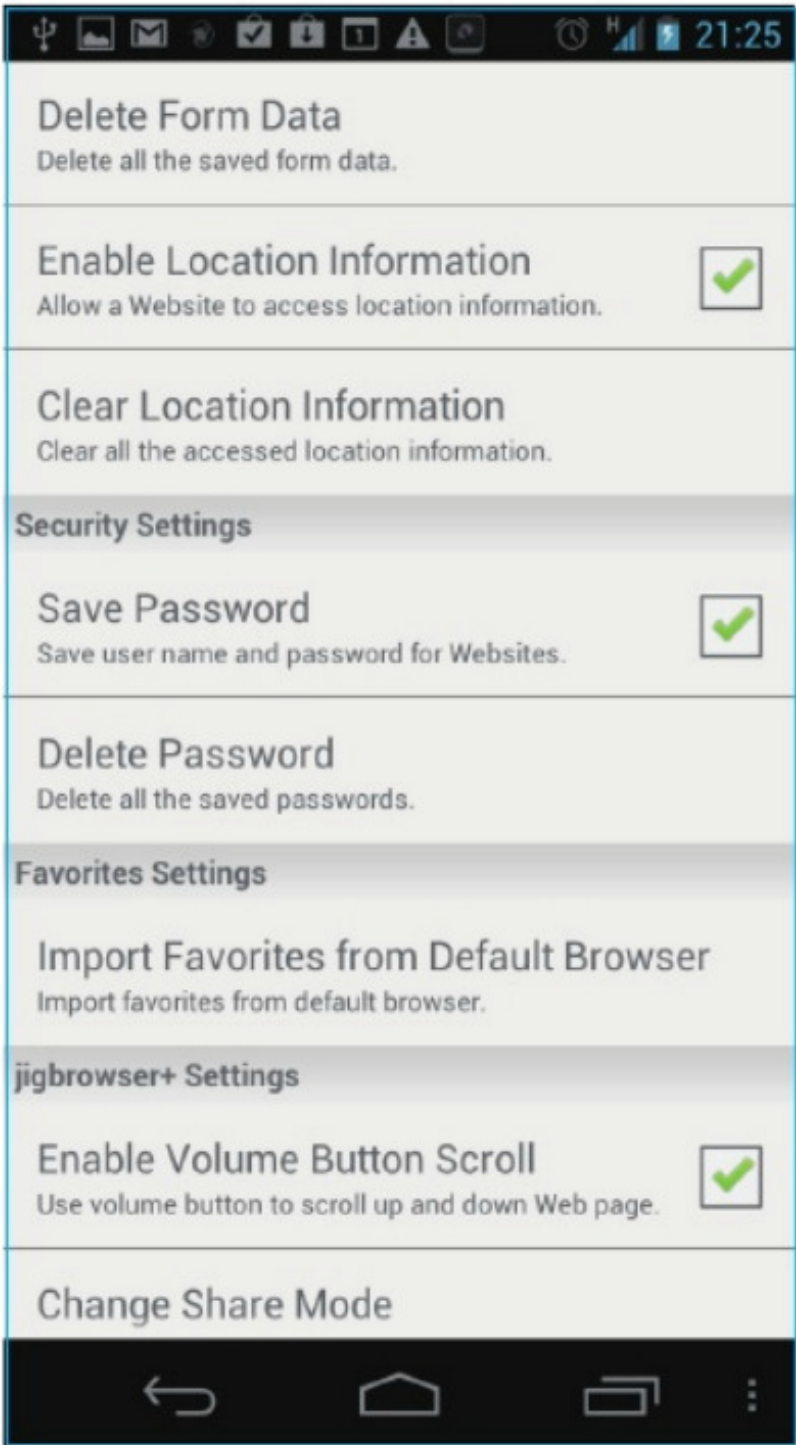 H 21:25
1
Delete Form Data
Delete all the saved form data.
Enable Location Information
Allow a Website to access location information.
Clear Location Information
Clear all the accessed location information.
Security Settings
Save Password
Save user name and password for Websites.
Delete Password
Delete all the saved passwords.
Favorites Settings
Import Favorites from Default Browser
Import favorites from default browser.
jigbrowser+ Settings
Enable Volume Button Scroll
Use volume button to scroll up and down Web page.
Change Share Mode